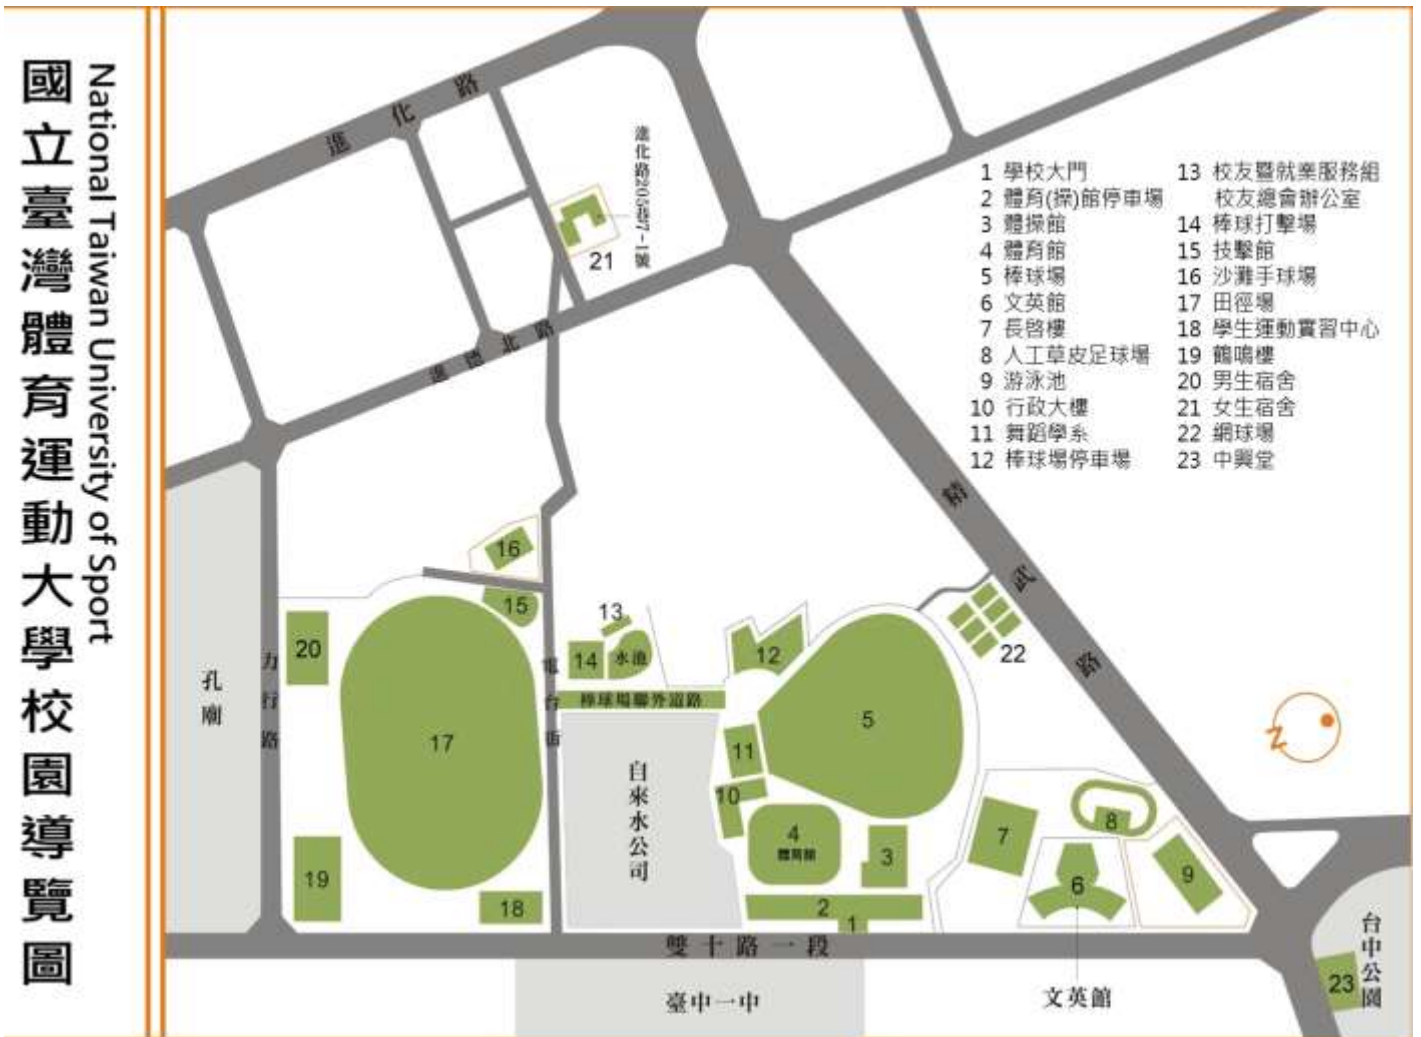 國立臺灣體育運動大學校園導覽圖
National Taiwan University of Sport
進化路
進化路205巷7-1號
21
進德北路
1 學校大門
2 體育(操)館停車場
3 體操館
4 體育館
5 棒球場
6 文英館
7 長啓樓
8 人工草皮足球場
9 游泳池
10 行政大樓
11 舞蹈學系
12 棒球場停車場
13 校友暨就業服務組
校友總會辦公室
14 棒球打擊場
15 技擊館
16 沙灘手球場
17 田徑場
18 學生運動實習中心
19 鶴鳴樓
20 男生宿舍
21 女生宿舍
22 網球場
23 中興堂
精武路
16
15
13
20
14
水池
12
22
孔廟
力行路
電台街
棒球場聯外道路
5
17
11
自來水公司
10
4
體育館
3
7
8
6
9
19
18
2
1
雙十路一段
臺中一中
文英館
台中公園
23
Z